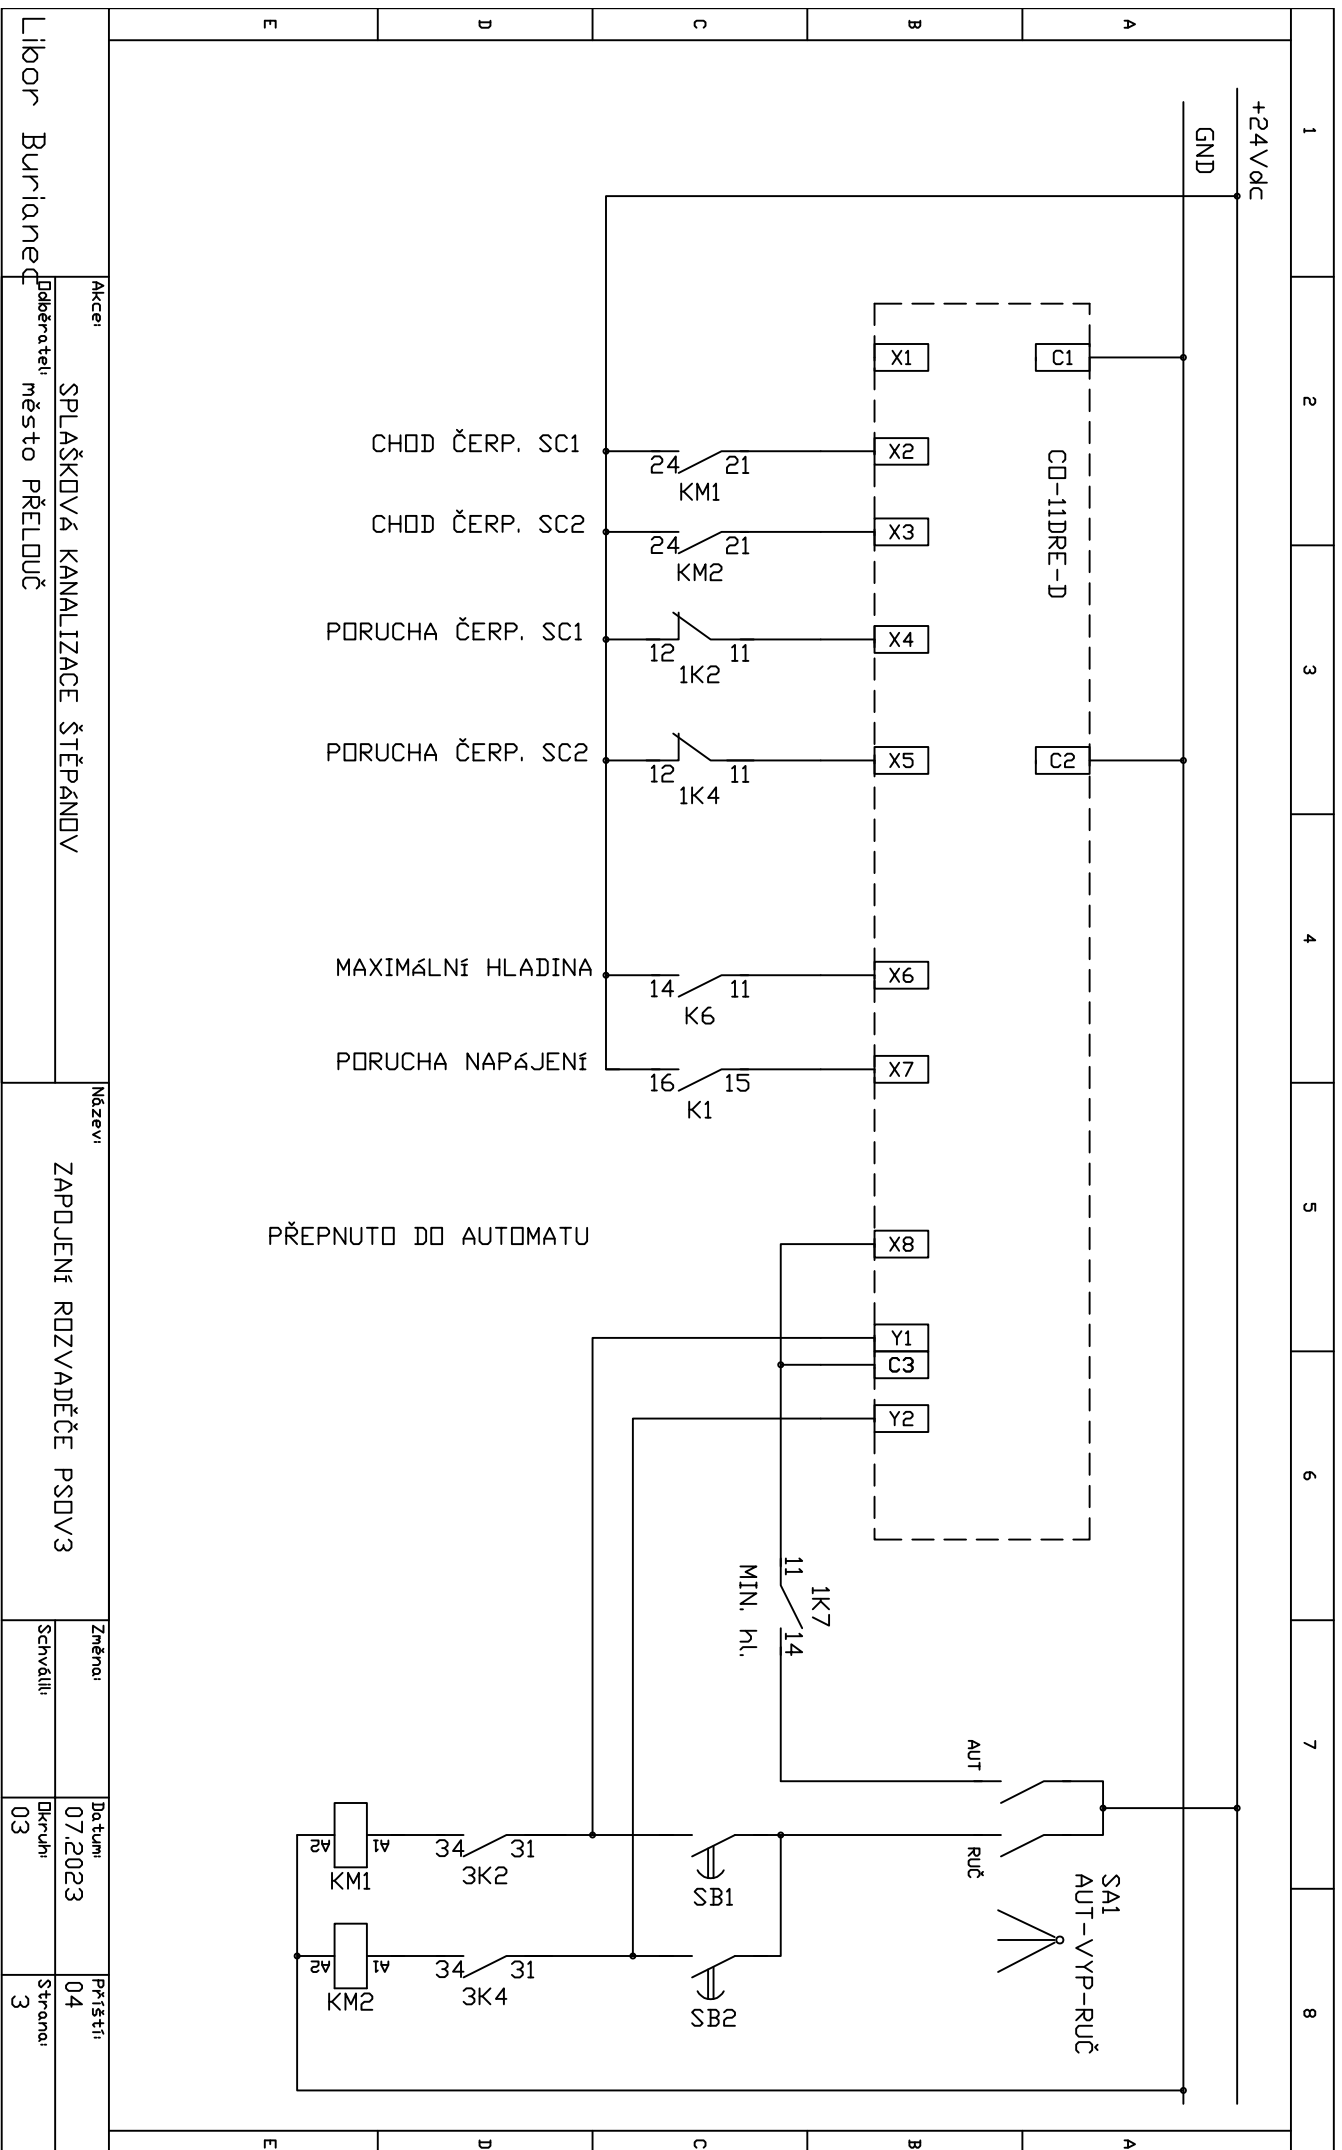 1
2
3
4
5
6
7
8
A
B
C
D
E
A
B
C
D
E
+24Vdc
GND
C1
CO-11DRE-D
C2
X1
X2
X3
X4
X5
X6
X7
X8
Y1
C3
Y2
CHOD ČERP. SC1
24
21
KM1
CHOD ČERP. SC2
24
21
KM2
PORUCHA ČERP. SC1
12
11
1K2
PORUCHA ČERP. SC2
12
11
1K4
MAXIMáLNí HLADINA
14
11
K6
PORUCHA NAPáJENí
16
15
K1
PŘEPNUTO DO AUTOMATU
11
1K7
14
MIN. hl.
AUT
RUČ
SA1
AUT-VYP-RUČ
SB1
SB2
31
34
3K2
31
34
3K4
A1
A2
KM1
A1
A2
KM2
Libor Burianec
Akce:
SPLAŠKOVá KANALIZACE ŠTĚPáNOV
Odběratel:
město PŘELOUČ
Název:
ZAPOJENí ROZVADĚČE PSOV3
Změna:
Schválil:
Datum:
07.2023
Okruh:
03
Příští:
04
Strana:
3